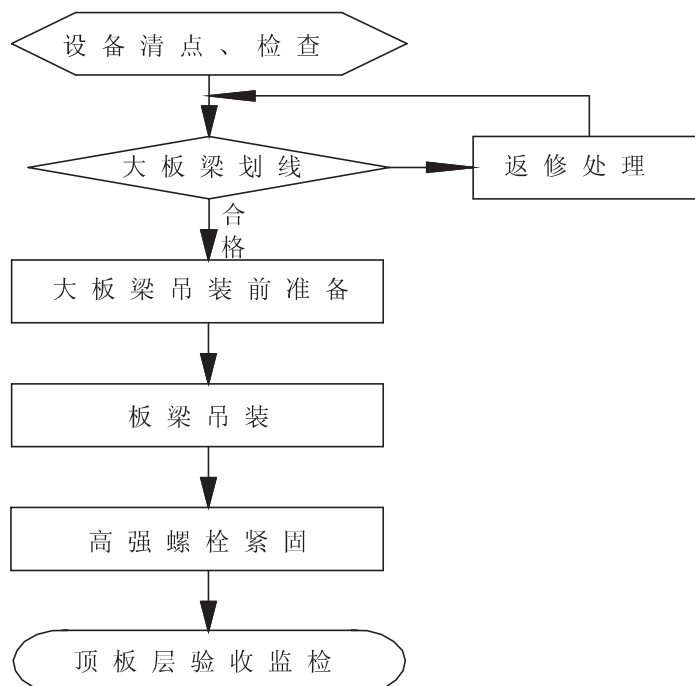 设备清点、检查
大板梁划线
返修处理
合
格
大板梁吊装前准备
板梁吊装
高强螺栓紧固
顶板层验收监检